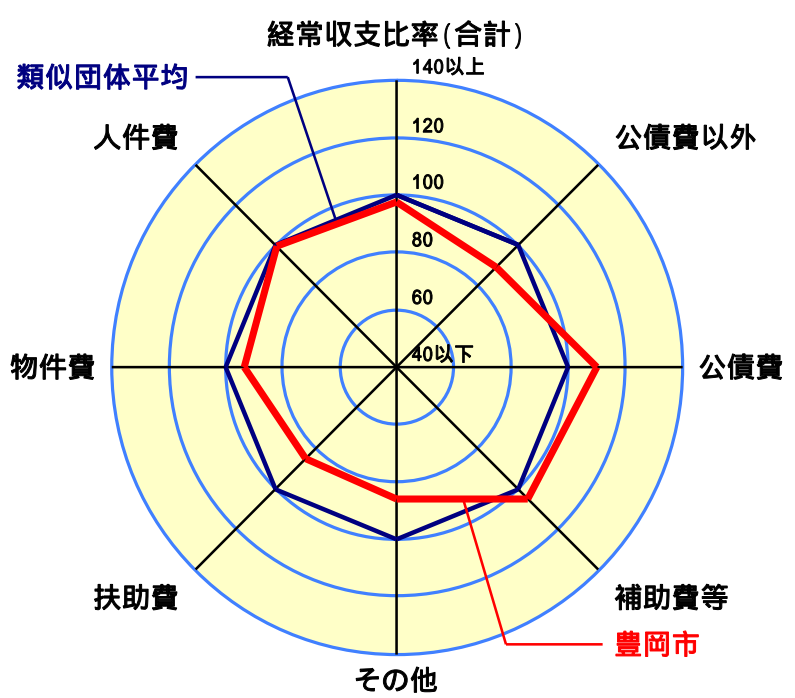 経常収支比率(合計)
140以上
類似団体平均
120
人件費
公債費以外
100
80
60
40以下
物件費
公債費
扶助費
補助費等
豊岡市
その他